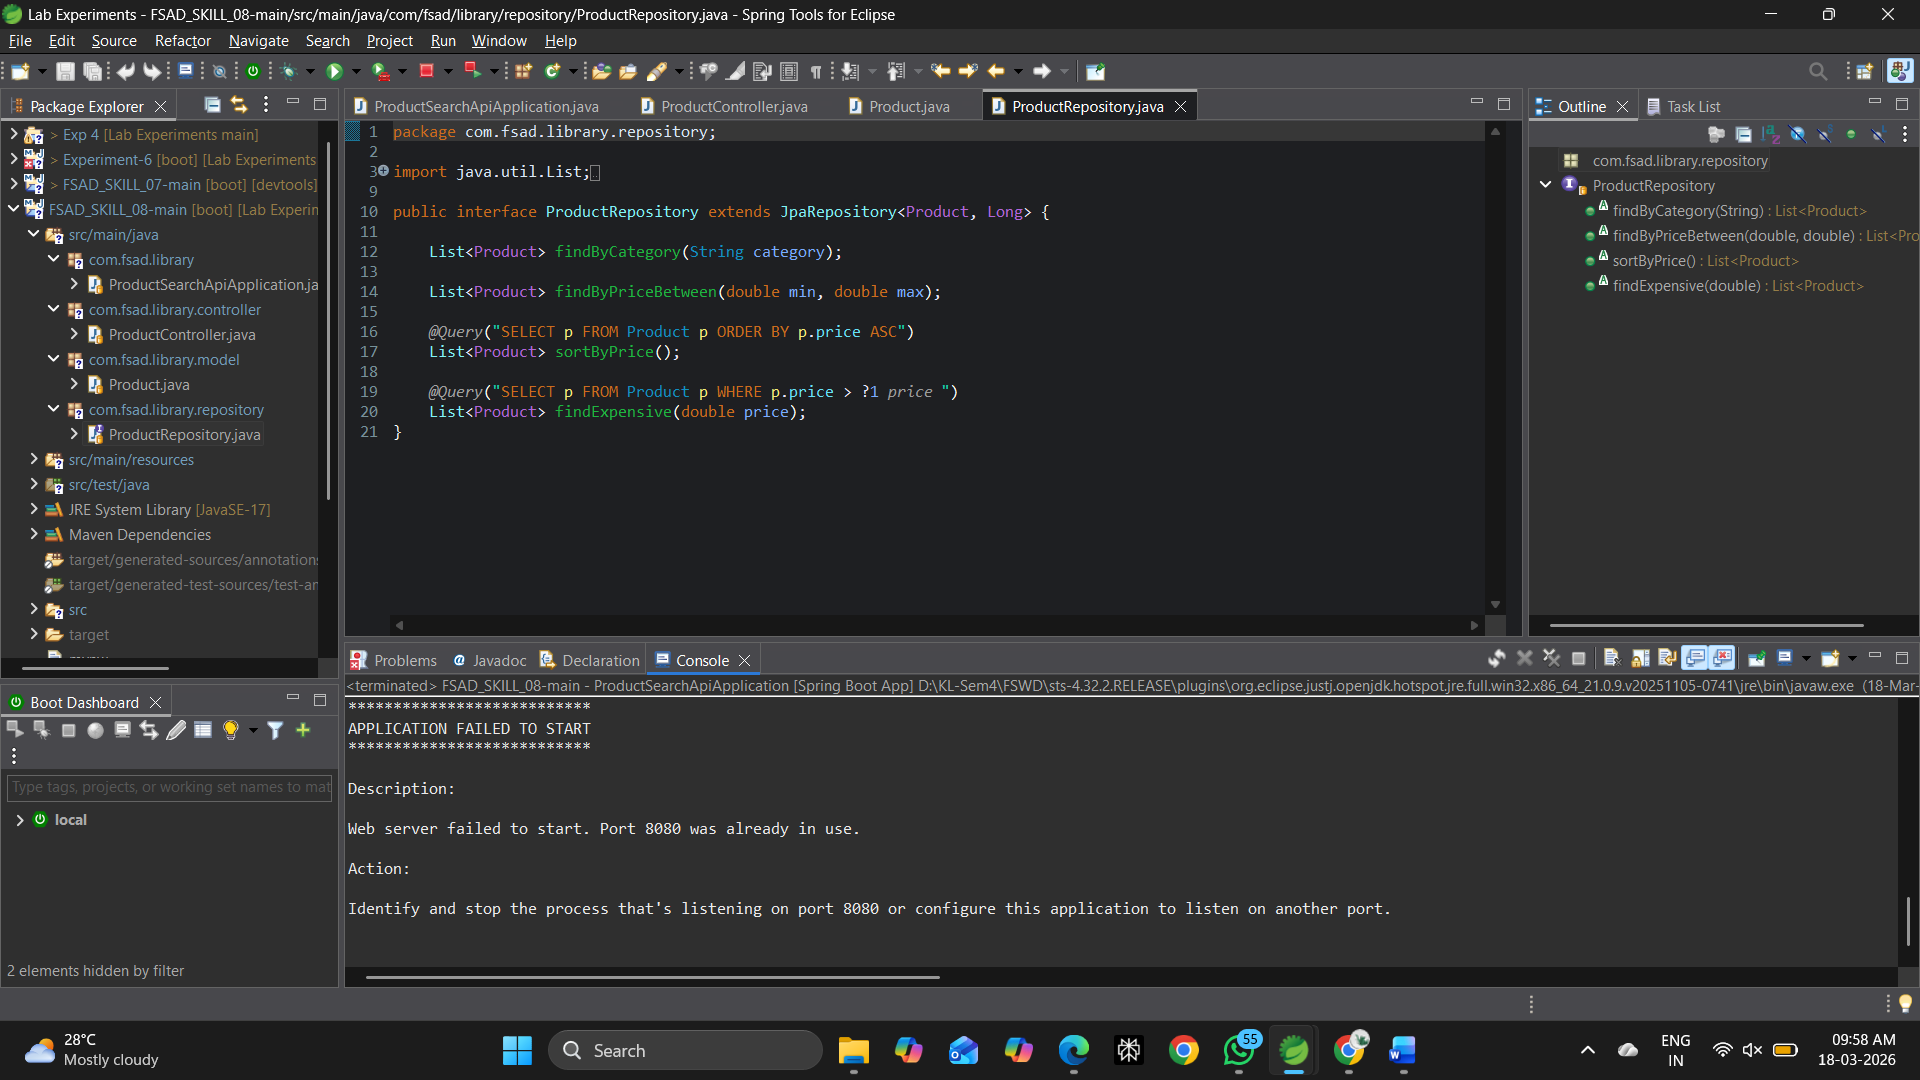 Lab Experiments - FSAD_SKILL_08-main/src/main/java/com/fsad/library/repository/ProductRepository.java - Spring Tools for Eclipse
File Edit Source Refactor Navigate Search Project Run Window Help
Package Explorer
> Exp 4 [Lab Experiments main]
> Experiment-6 [boot] [Lab Experiments
> FSAD_SKILL_07-main [boot] [devtools]
FSAD_SKILL_08-main [boot] [Lab Experin
src/main/java
com.fsad.library
ProductSearchApiApplication.ja
com.fsad.library.controller
ProductController.java
com.fsad.library.model
Product.java
com.fsad.library.repository
ProductRepository.java
src/main/resources
src/test/java
JRE System Library [JavaSE-17]
Maven Dependencies
target/generated-sources/annotation
target/generated-test-sources/test-an
src
target
ProductSearchApiApplication.java ProductController.java Product.java ProductRepository.java
1 package com.fsad.library.repository;
2
3 import java.util.List;
9
10 public interface ProductRepository extends JpaRepository<Product, Long> {
11
12 List<Product> findByCategory(String category);
13
14 List<Product> findByPriceBetween(double min, double max);
15
16 @Query("SELECT p FROM Product p ORDER BY p.price ASC")
17 List<Product> sortByPrice();
18
19 @Query("SELECT p FROM Product p WHERE p.price > ?1 price ")
20 List<Product> findExpensive(double price);
21 }
Outline Task List
com.fsad.library.repository
ProductRepository
findByCategory(String) : List<Product>
findByPriceBetween(double, double) : List<Pro
sortByPrice() : List<Product>
findExpensive(double) : List<Product>
Boot Dashboard
Type tags, projects, or working set names to mat
local
2 elements hidden by filter
Problems Javadoc Declaration Console
<terminated> FSAD_SKILL_08-main - ProductSearchApiApplication [Spring Boot App] D:\KL-Sem4\FSWD\sts-4.32.2.RELEASE\plugins\org.eclipse.justj.openjdk.hotspot.jre.full.win32.x86_64_21.0.9.v20251105-0741\jre\bin\javaw.exe (18-Mar-
***************************
APPLICATION FAILED TO START
***************************
Description:
Web server failed to start. Port 8080 was already in use.
Action:
Identify and stop the process that's listening on port 8080 or configure this application to listen on another port.
28°C
Mostly cloudy
Search
55
ENG
IN
09:58 AM
18-03-2026